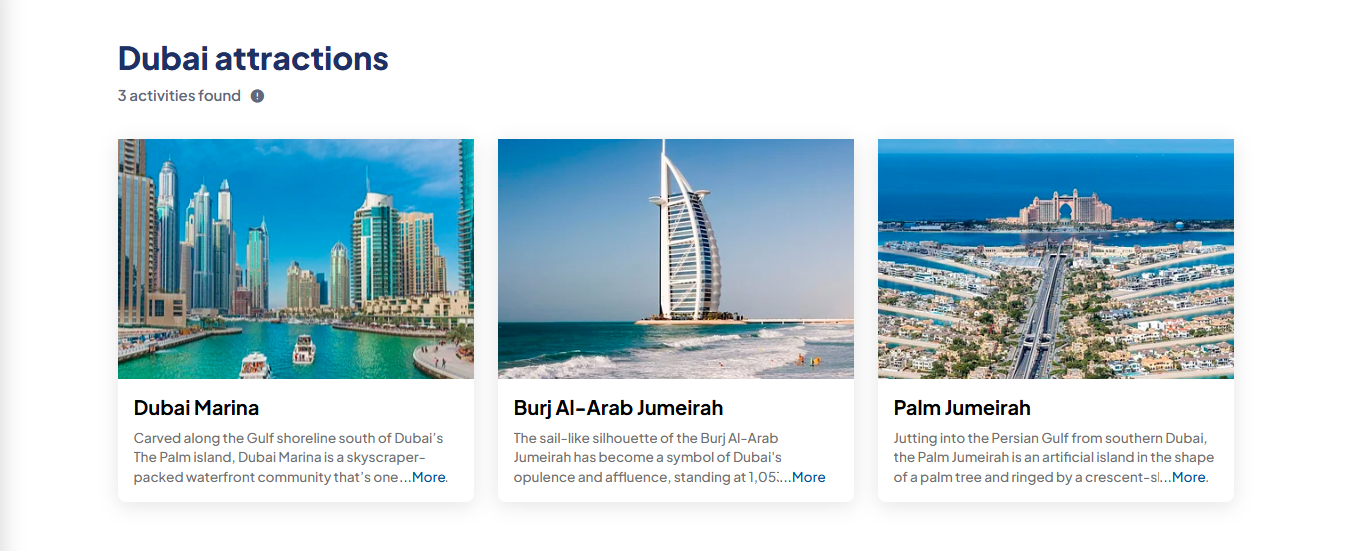 Dubai attractions
3 activities found
Dubai Marina
Carved along the Gulf shoreline south of Dubai's
The Palm island, Dubai Marina is a skyscraper-
packed waterfront community that's one...More.
Burj Al-Arab Jumeirah
The sail-like silhouette of the Burj Al-Arab
Jumeirah has become a symbol of Dubai's
opulence and affluence, standing at 1,05...More
Palm Jumeirah
Jutting into the Persian Gulf from southern Dubai,
the Palm Jumeirah is an artificial island in the shape
of a palm tree and ringed by a crescent-s...More.